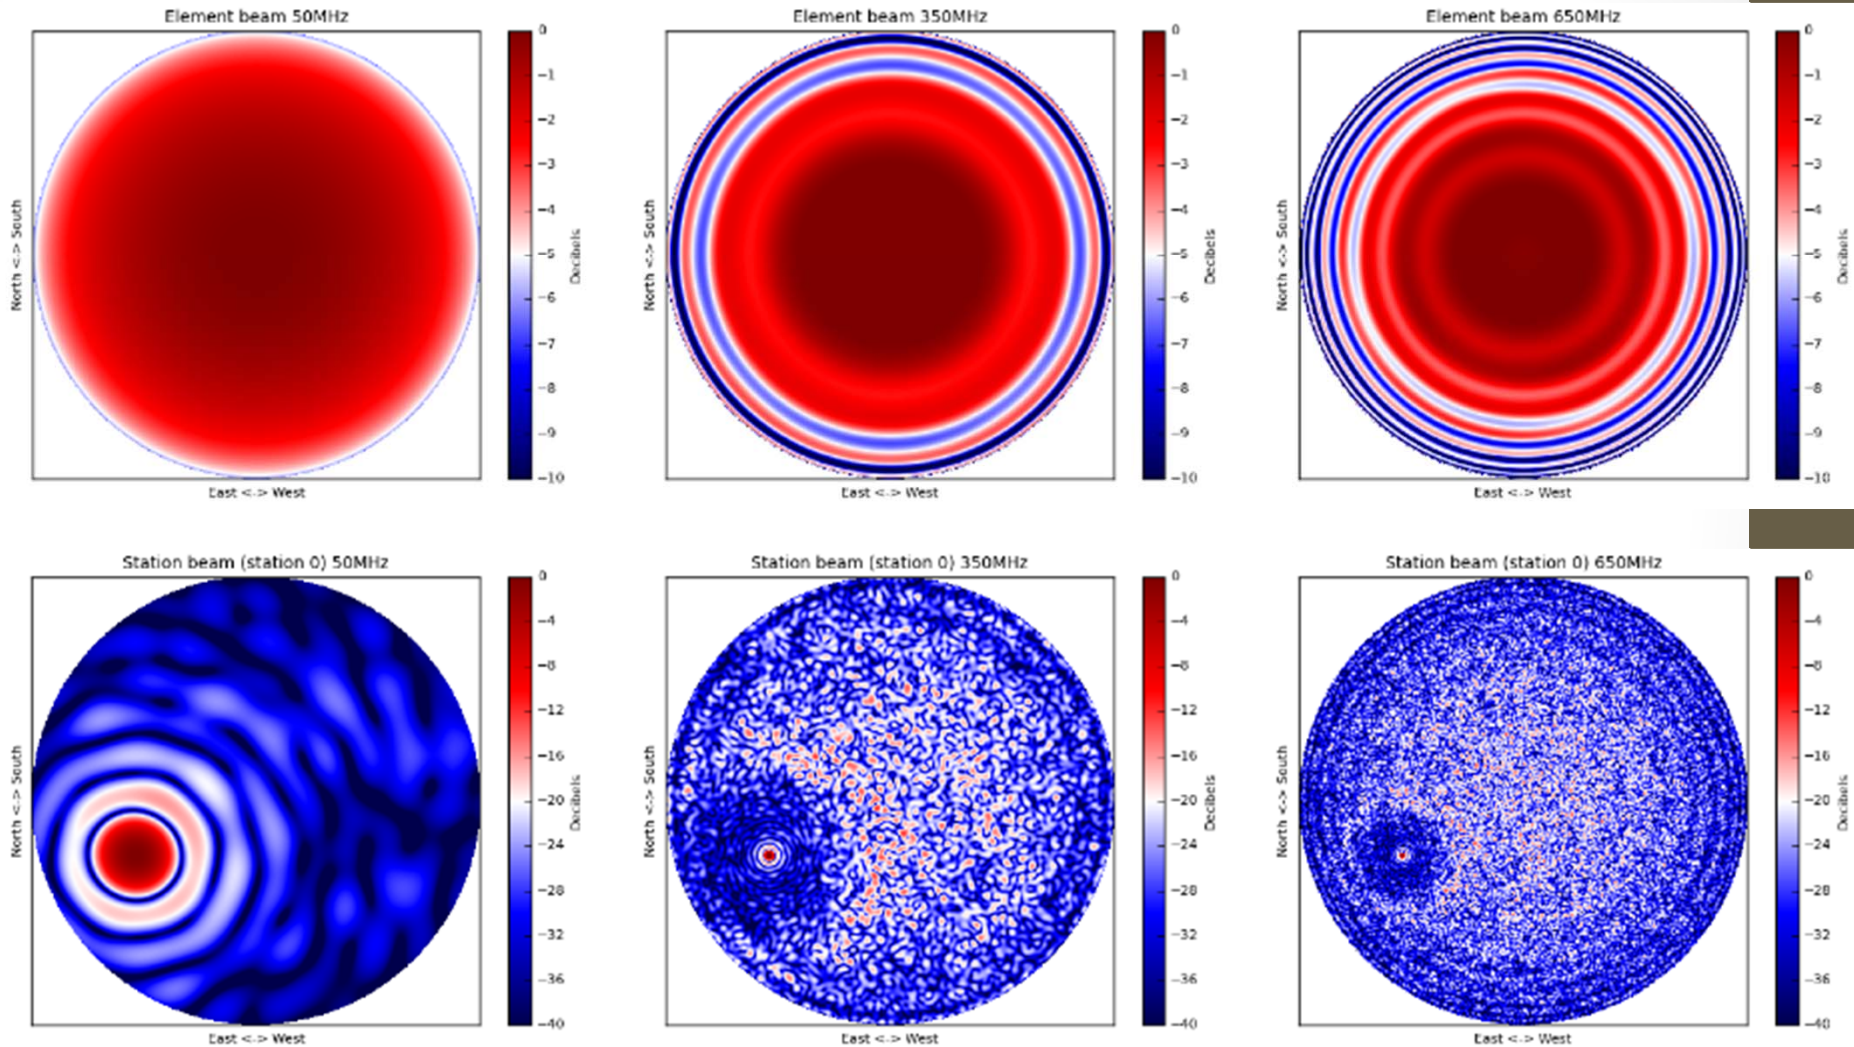 Element beam 50MHz
0
−1
−2
−3
−4
−5
−6
−7
−8
−9
−10
Decibels
North <-> South
East <-> West
Element beam 350MHz
0
−1
−2
−3
−4
−5
−6
−7
−8
−9
−10
Decibels
North <-> South
East <-> West
Element beam 650MHz
0
−1
−2
−3
−4
−5
−6
−7
−8
−9
−10
Decibels
North <-> South
East <-> West
Station beam (station 0) 50MHz
0
−4
−8
−12
−16
−20
−24
−28
−32
−36
−40
Decibels
North <-> South
East <-> West
Station beam (station 0) 350MHz
0
−4
−8
−12
−16
−20
−24
−28
−32
−36
−40
Decibels
North <-> South
East <-> West
Station beam (station 0) 650MHz
0
−4
−8
−12
−16
−20
−24
−28
−32
−36
−40
Decibels
North <-> South
East <-> West